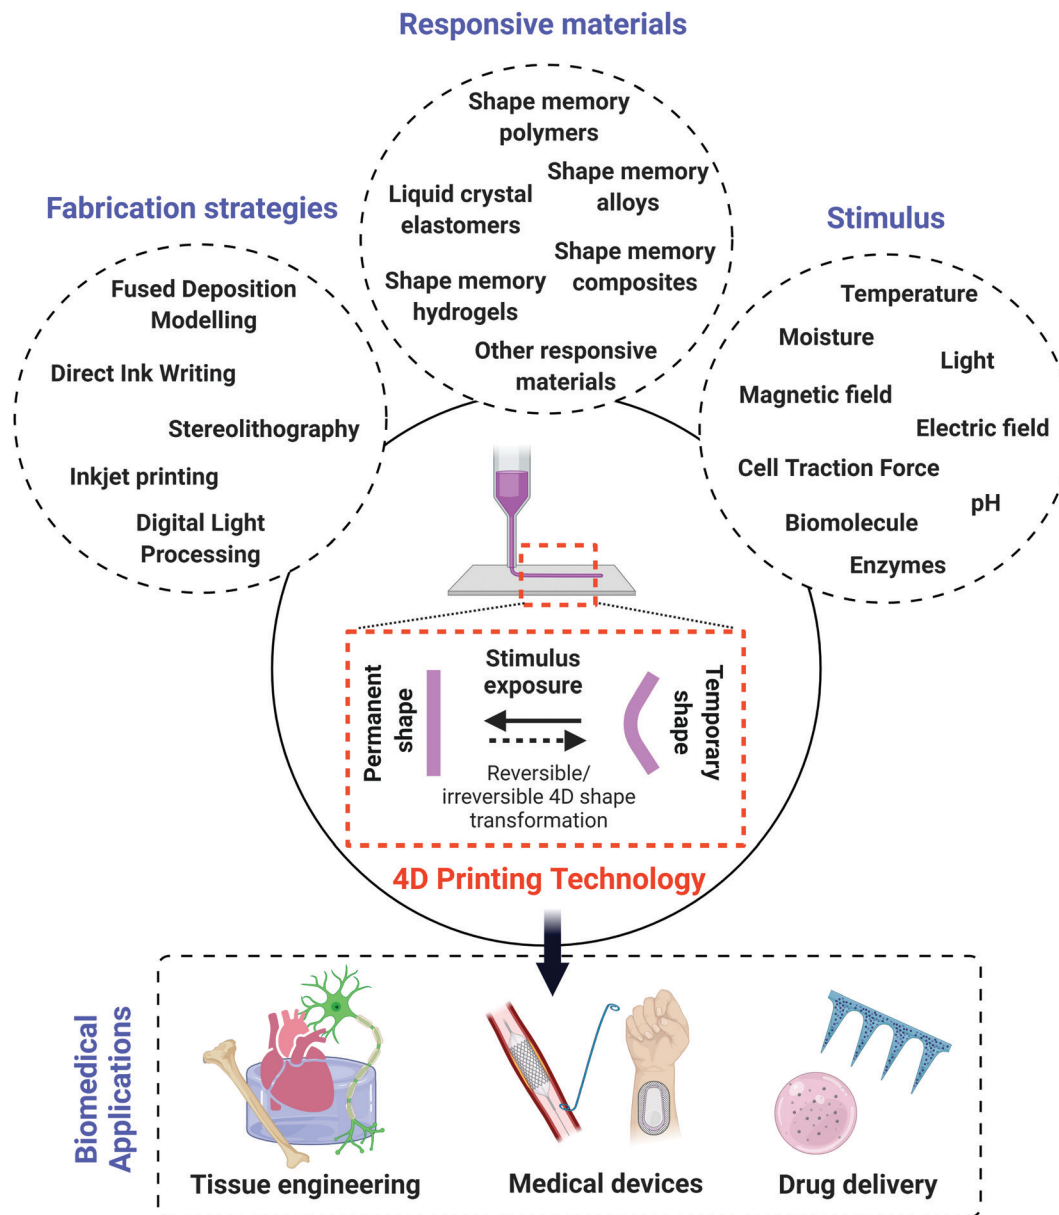 Responsive materials
Shape memory
polymers
Shape memory
alloys
Liquid crystal
elastomers
Shape memory
composites
Shape memory
hydrogels
Other responsive
materials
Fabrication strategies
Fused Deposition
Modelling
Direct Ink Writing
Stereolithography
Inkjet printing
Digital Light
Processing
Stimulus
Temperature
Moisture
Light
Magnetic field
Electric field
Cell Traction Force
pH
Biomolecule
Enzymes
Permanent
shape
Stimulus
exposure
Reversible/
irreversible 4D shape
transformation
Temporary
shape
4D Printing Technology
Biomedical
Applications
Tissue engineering
Medical devices
Drug delivery